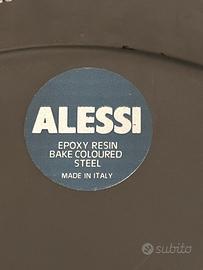 ALESSI
EPOXY RESIN
BAKE COLOURED
STEEL
MADE IN ITALY
subito